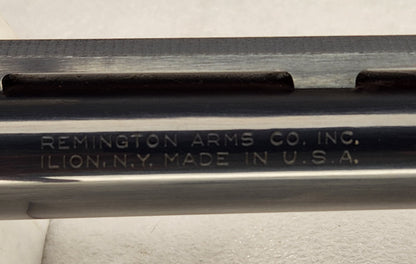 REMINGTON ARMS CO. INC.
ILION, N.Y. MADE IN U.S.A.